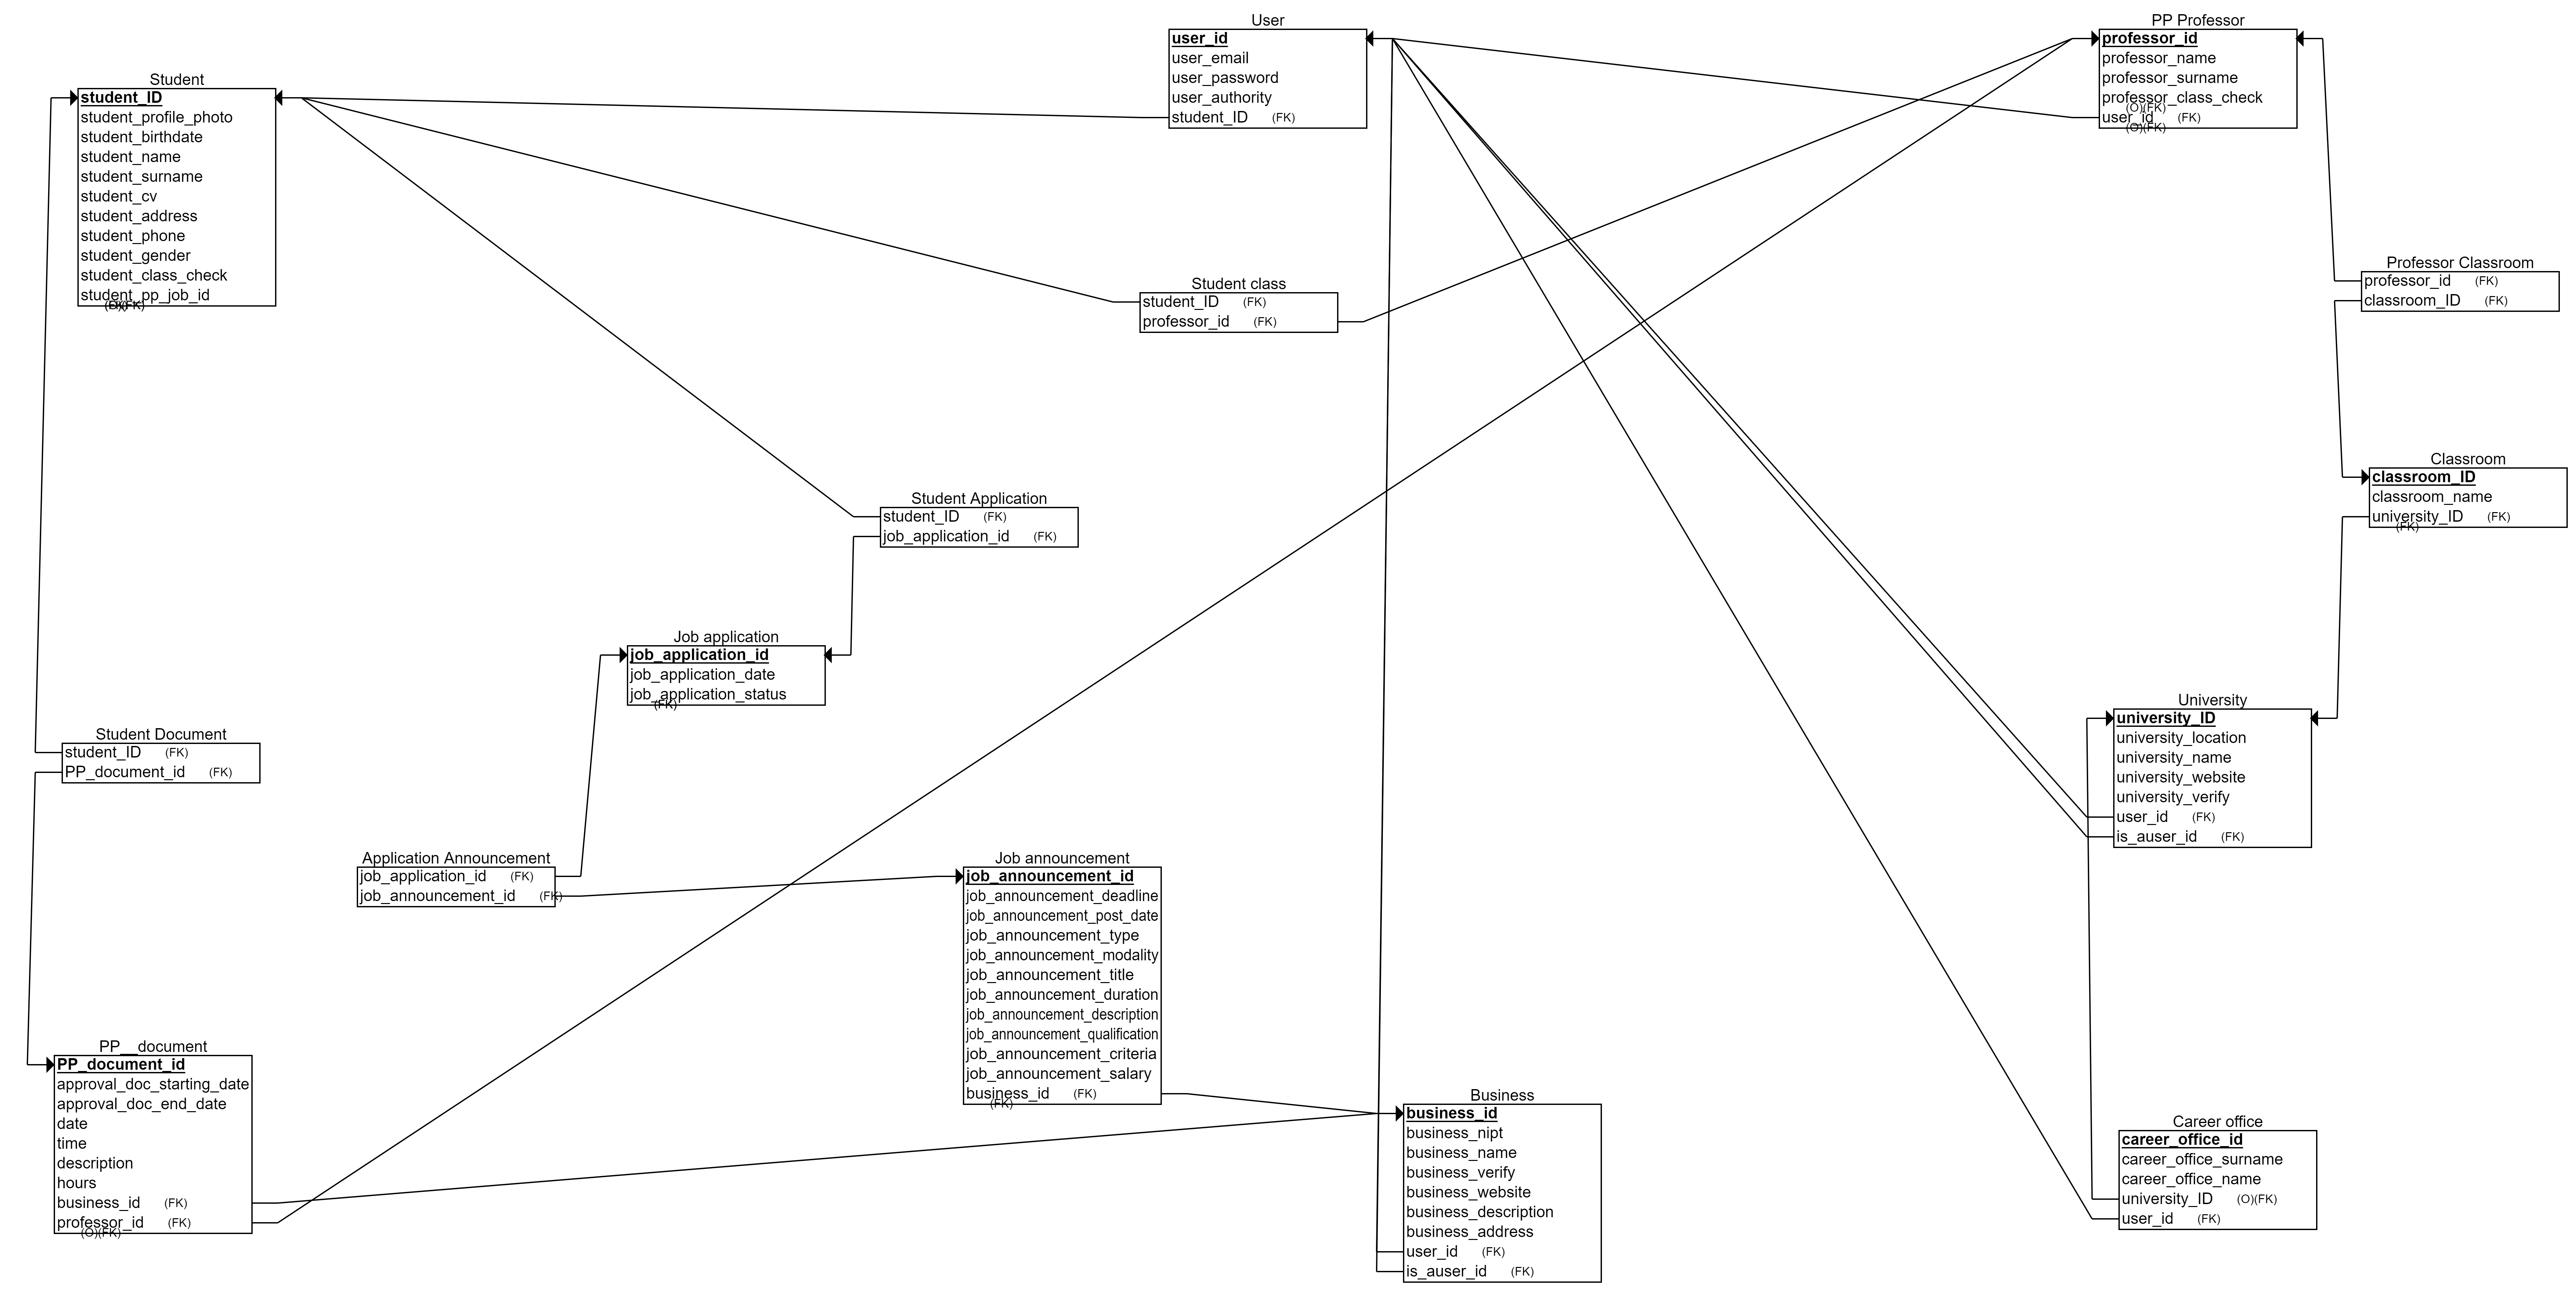 User
user_id
user_email
user_password
user_authority
student_ID (FK)
PP Professor
professor_id
professor_name
professor_surname
professor_class_check
(O)(FK)
user_id (FK)
(O)(FK)
Student
student_ID
student_profile_photo
student_birthdate
student_name
student_surname
student_cv
student_address
student_phone
student_gender
student_class_check
student_pp_job_id
Student class
student_ID (FK)
professor_id (FK)
Professor Classroom
professor_id (FK)
classroom_ID (FK)
Classroom
classroom_ID
classroom_name
university_ID (FK)
(FK)
Student Application
student_ID (FK)
job_application_id (FK)
Job application
job_application_id
job_application_date
job_application_status
(FK)
Student Document
student_ID (FK)
PP_document_id (FK)
University
university_ID
university_location
university_name
university_website
university_verify
user_id (FK)
is_auser_id (FK)
Application Announcement
job_application_id (FK)
job_announcement_id (FK)
Job announcement
job_announcement_id
job_announcement_deadline
job_announcement_post_date
job_announcement_type
job_announcement_modality
job_announcement_title
job_announcement_duration
job_announcement_description
job_announcement_qualification
job_announcement_criteria
job_announcement_salary
business_id (FK)
(FK)
PP__document
PP_document_id
approval_doc_starting_date
approval_doc_end_date
date
time
description
hours
business_id (FK)
professor_id (FK)
(O)(FK)
Business
business_id
business_nipt
business_name
business_verify
business_website
business_description
business_address
user_id (FK)
is_auser_id (FK)
Career office
career_office_id
career_office_surname
career_office_name
university_ID (O)(FK)
user_id (FK)